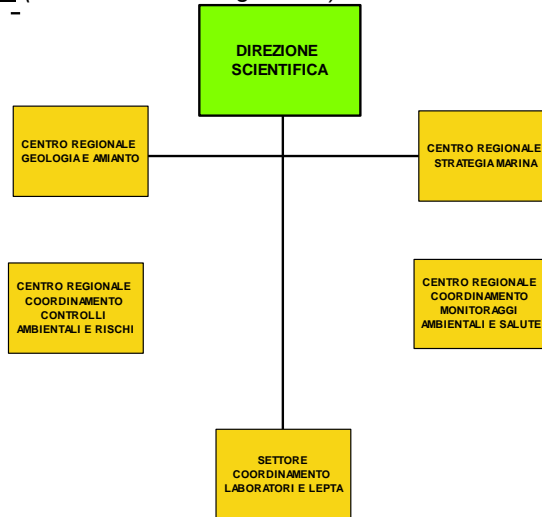 DIREZIONE
SCIENTIFICA
CENTRO REGIONALE
GEOLOGIA E AMIANTO
CENTRO REGIONALE
STRATEGIA MARINA
CENTRO REGIONALE
COORDINAMENTO
CONTROLLI
AMBIENTALI E RISCHI
CENTRO REGIONALE
COORDINAMENTO
MONITORAGGI
AMBIENTALI E SALUTE
SETTORE
COORDINAMENTO
LABORATORI E LEPTA